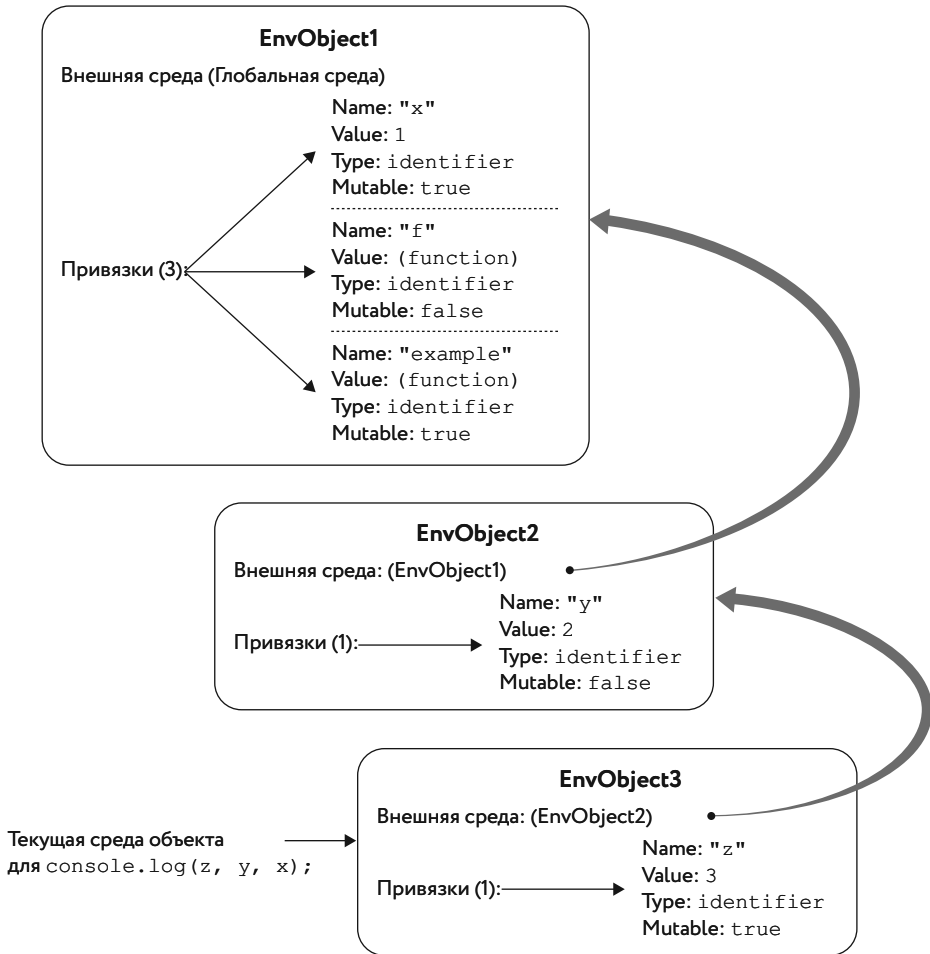 EnvObject1
Внешняя среда (Глобальная среда)
Name: "x"
Value: 1
Type: identifier
Mutable: true
Привязки (3):
Name: "f"
Value: (function)
Type: identifier
Mutable: false
Name: "example"
Value: (function)
Type: identifier
Mutable: true
EnvObject2
Внешняя среда: (EnvObject1)
Привязки (1):
Name: "y"
Value: 2
Type: identifier
Mutable: false
EnvObject3
Внешняя среда: (EnvObject2)
Текущая среда объекта
для console.log(z, y, x);
Привязки (1):
Name: "z"
Value: 3
Type: identifier
Mutable: true